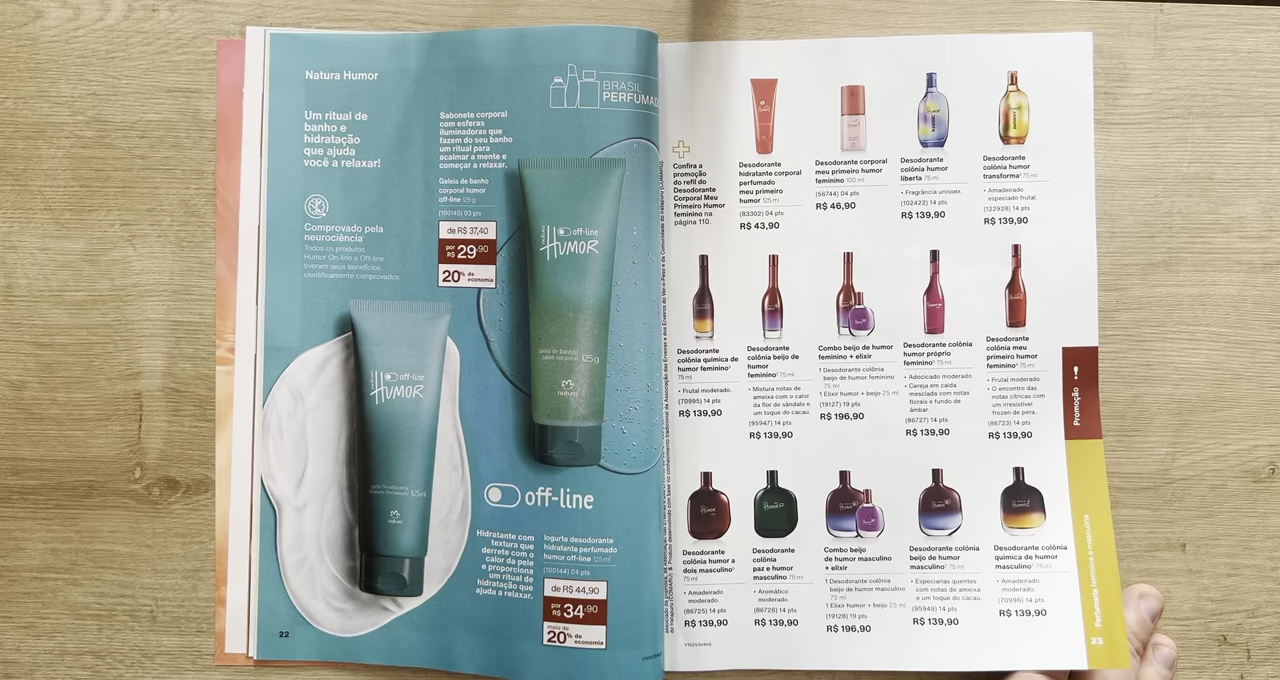 Natura Humor
BRASIL
PERFUMAD
Um ritual de
banho e
hidratação
que ajuda
você a relaxar!
Comprovado pela
neurociência
Todos os produtos
Humor On-line e Off-line
tiveram seus benefícios
cientificamente comprovados.
Sabonete corporal
com esferas
iluminadoras que
fazem do seu banho
um ritual para
acalmar a mente e
começar a relaxar.
Geleia de banho
corporal humor
off-line 125 g
(100145) 03 pts
de R$ 37,40
por R$ 29,90
20% de economia
natura
off-line
HUMOR
Geleia de banho/
Jabón corporal 125g
natura
natura
off-line
HUMOR
125ml
natura
off-line
Hidratante com
textura que
derrete com o
calor da pele
e proporciona
um ritual de
hidratação que
ajuda a relaxar.
Iogurte desodorante
hidratante perfumado
humor off-line 125 ml
(100144) 04 pts
de R$ 44,90
por R$ 34,90
mais de
20% de economia
22
Confira a
promoção
do refil do
Desodorante
Corporal Meu
Primeiro Humor
feminino na
página 110.
Desodorante
hidratante corporal
perfumado
meu primeiro
humor 125 ml
(83302) 04 pts
R$ 43,90
Desodorante corporal
meu primeiro humor
feminino 100 ml
(56744) 04 pts
R$ 46,90
Desodorante
colônia humor
liberta 75 ml
• Fragrância unissex.
(102422) 14 pts
R$ 139,90
Desodorante
colônia humor
transforma 75 ml
• Amadeirado
especiado frutal.
(122928) 14 pts
R$ 139,90
Desodorante
colônia química de
humor feminino
75 ml
• Frutal moderado.
(70995) 14 pts
R$ 139,90
Desodorante
colônia beijo de
humor
feminino 75 ml
• Mistura notas de
ameixa com o calor
da flor de sândalo e
um toque do cacau.
(95947) 14 pts
R$ 139,90
Combo beijo de humor
feminino + elixir
1 Desodorante colônia
beijo de humor feminino
75 ml
1 Elixir humor + beijo 25 ml
(19127) 19 pts
R$ 196,90
Desodorante colônia
humor próprio
feminino 75 ml
• Adocicado moderado.
• Cereja em calda
mesclada com notas
florais e fundo de
âmbar.
(86727) 14 pts
R$ 139,90
Desodorante
colônia meu
primeiro humor
feminino 75 ml
• Frutal moderado.
• O encontro das
notas cítricas com
um irresistível
frozen de pera.
(86723) 14 pts
R$ 139,90
Desodorante
colônia humor a
dois masculino
75 ml
• Amadeirado
moderado.
(86725) 14 pts
R$ 139,90
Desodorante
colônia
paz e humor
masculino 75 ml
• Aromático
moderado.
(86728) 14 pts
R$ 139,90
Combo beijo
de humor masculino
+ elixir
1 Desodorante colônia
beijo de humor masculino
75 ml
1 Elixir humor + beijo 25 ml
(19128) 19 pts
R$ 196,90
Desodorante colônia
beijo de humor
masculino 75 ml
• Especiarias quentes
com notas de ameixa
e um toque do cacau.
(95949) 14 pts
R$ 139,90
Desodorante colônia
química de humor
masculino 75 ml
• Amadeirado
moderado.
(70996) 14 pts
R$ 139,90
Promoção
Perfumaria feminina e masculina
23